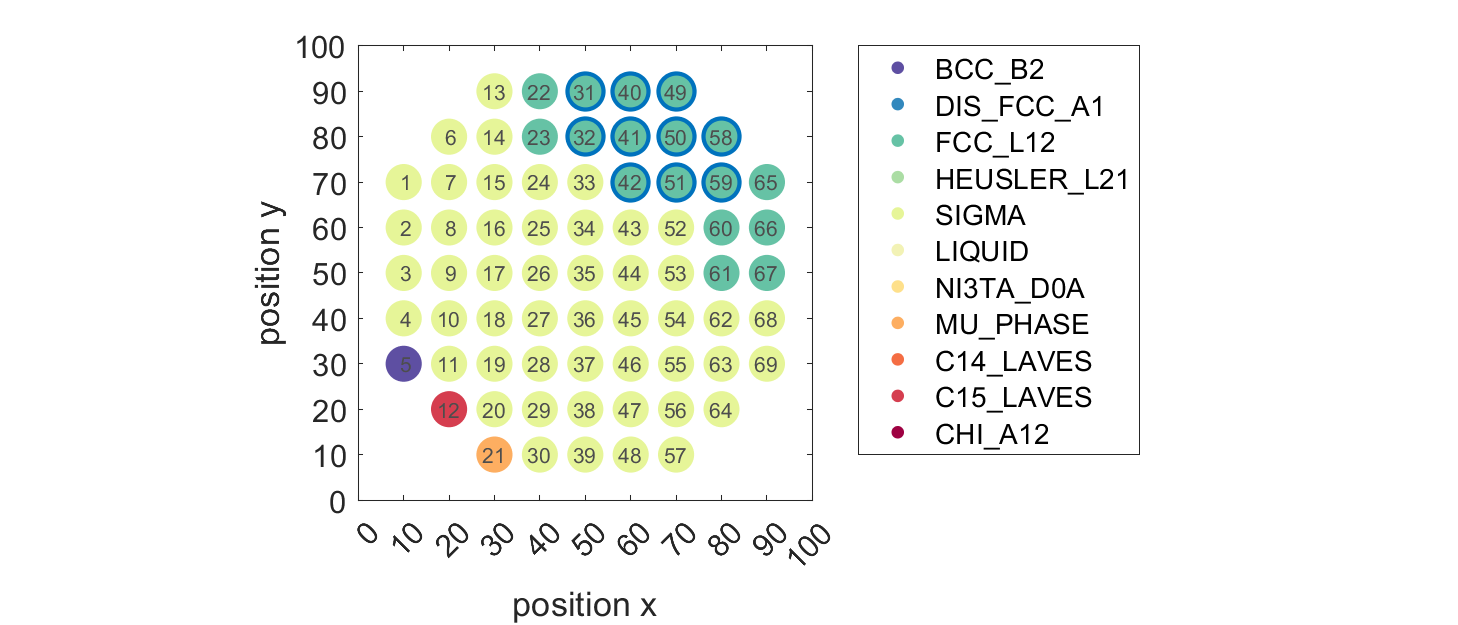 100
90
80
70
60
50
40
30
20
10
0
position y
13 22 31 40 49
6 14 23 32 41 50 58
1 7 15 24 33 42 51 59 65
2 8 16 25 34 43 52 60 66
3 9 17 26 35 44 53 61 67
4 10 18 27 36 45 54 62 68
5 11 19 28 37 46 55 63 69
12 20 29 38 47 56 64
21 30 39 48 57
0 10 20 30 40 50 60 70 80 90 100
position x
BCC_B2
DIS_FCC_A1
FCC_L12
HEUSLER_L21
SIGMA
LIQUID
NI3TA_D0A
MU_PHASE
C14_LAVES
C15_LAVES
CHI_A12